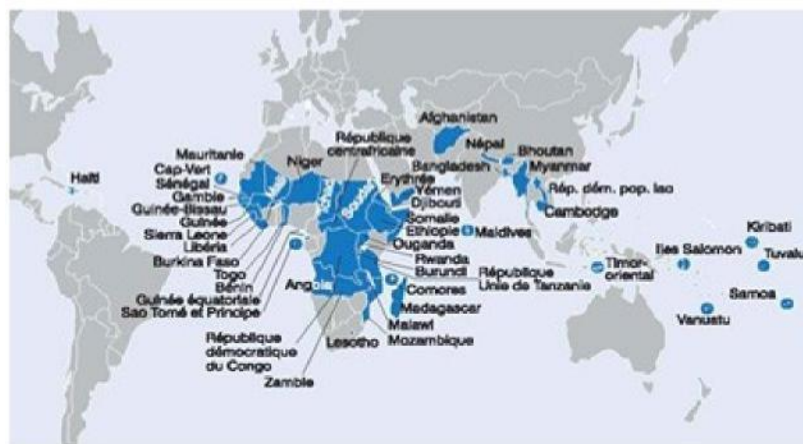 Haïti
Mauritanie
Cap-Vert
Sénégal
Gambie
Guinée-Bissau
Guinée
Sierra Leone
Libéria
Burkina Faso
Togo
Bénin
Guinée équatoriale
Sao Tomé et Principe
République
démocratique
du Congo
Zambie
Niger
République
centrafricaine
Angola
Lesotho
Erythrée
Yémen
Djibouti
Somalie
Ethiopie
Ouganda
Rwanda
Burundi
République
Unie de Tanzanie
Comores
Madagascar
Malawi
Mozambique
Afghanistan
Népal
Bhoutan
Bangladesh
Myanmar
Rép. dém. pop. lao
Cambodge
Maldives
Timor-
oriental
Iles Salomon
Kiribati
Tuvalu
Samoa
Vanuatu